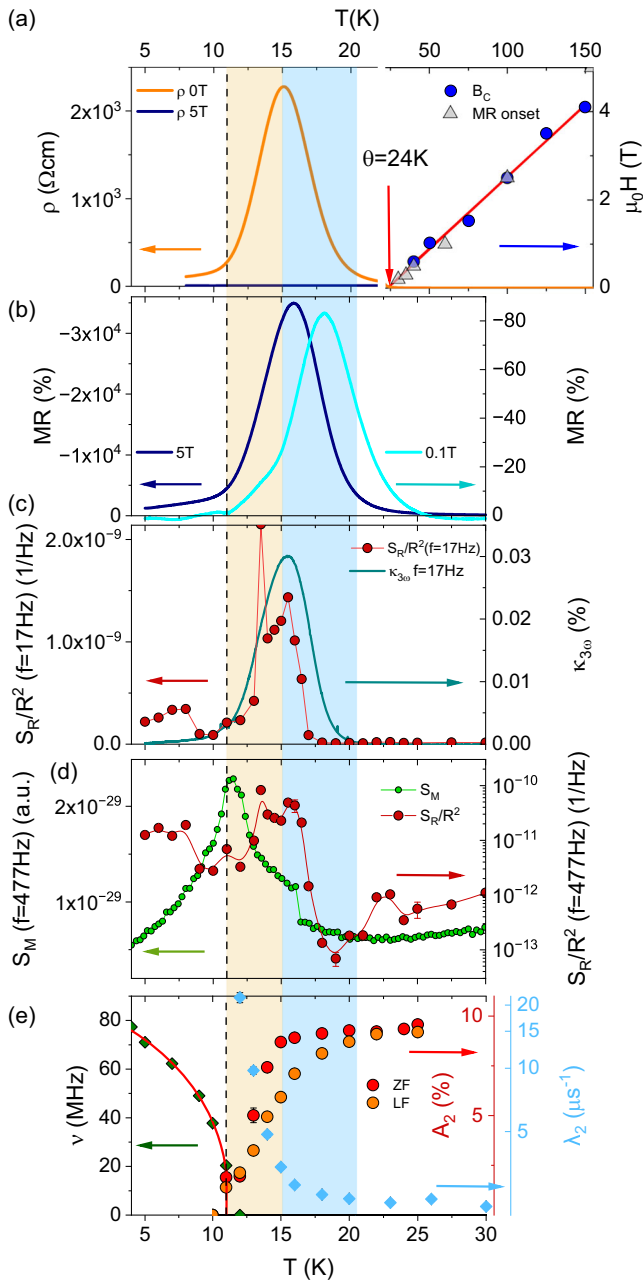 (a)
T(K)
5 10 15 20 50 100 150
ρ 0T
ρ 5T
2x10³
1x10³
0
ρ (Ωcm)
B_C
MR onset
θ=24K
4
2
0
μ₀H (T)
(b)
-3x10⁴
-2x10⁴
-1x10⁴
0
MR (%)
5T
0.1T
−80
−60
−40
−20
0
MR (%)
(c)
2.0x10⁻⁹
1.0x10⁻⁹
0.0
S_R/R² (f=17Hz) (1/Hz)
S_R/R²(f=17Hz)
κ_3ω f=17Hz
0.03
0.02
0.01
0.00
κ_3ω (%)
(d)
2x10⁻²⁹
1x10⁻²⁹
S_M (f=477Hz) (a.u.)
S_M
S_R/R²
10⁻¹⁰
10⁻¹¹
10⁻¹²
10⁻¹³
S_R/R² (f=477Hz) (1/Hz)
(e)
80
60
40
20
0
ν (MHz)
ZF
LF
10
5
A₂ (%)
20
15
10
5
λ₂ (μs⁻¹)
5 10 15 20 25 30
T (K)